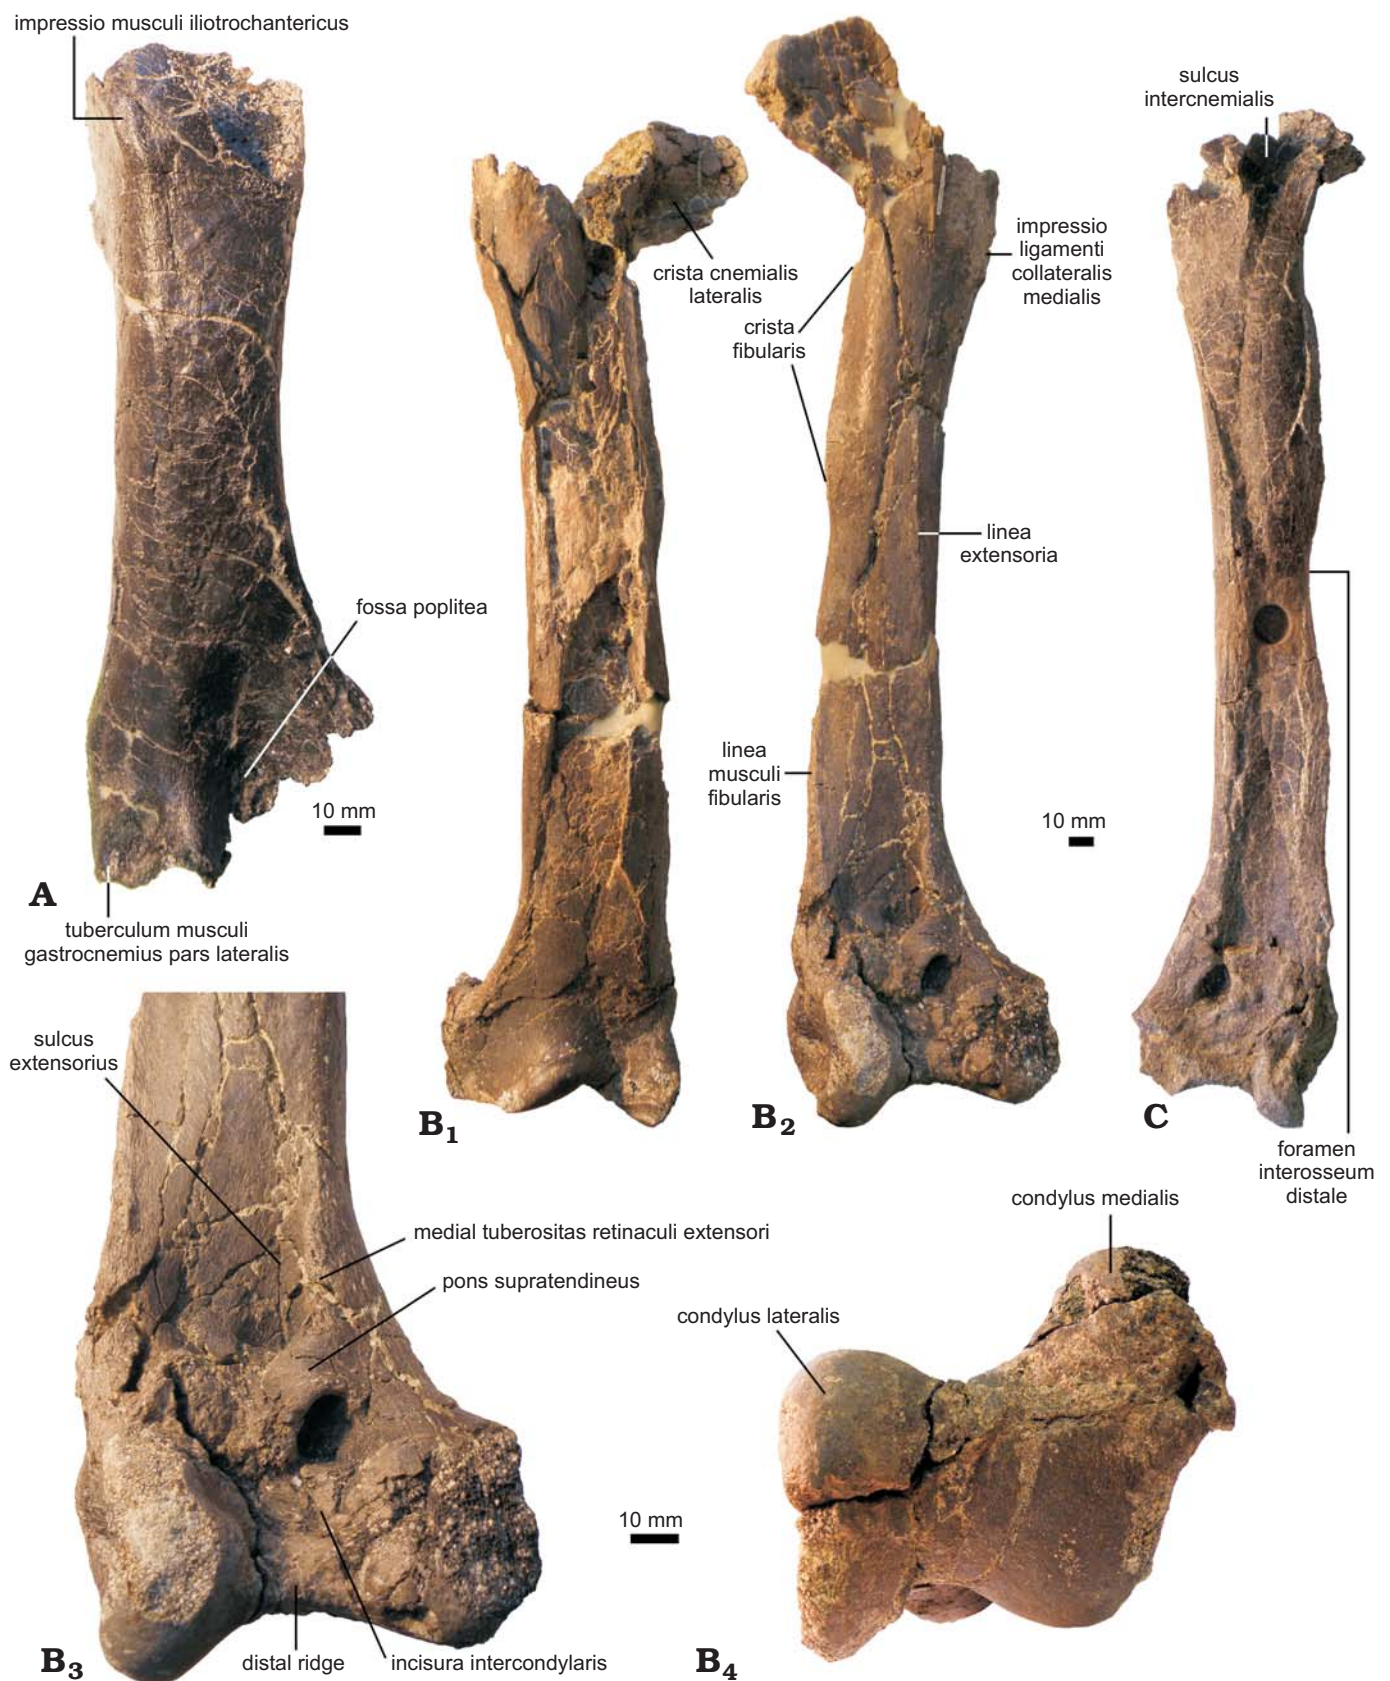 impressio musculi iliotrochantericus
sulcus
intercnemialis
impressio
ligamenti
collateralis
medialis
crista cnemialis
lateralis
crista
fibularis
linea
extensoria
fossa poplitea
linea
musculi
fibularis
10 mm
10 mm
A
tuberculum musculi
gastrocnemius pars lateralis
sulcus
extensorius
B1
B2
C
foramen
interosseum
distale
condylus medialis
medial tuberositas retinaculi extensori
pons supratendineus
condylus lateralis
10 mm
B3
distal ridge
incisura intercondylaris
B4